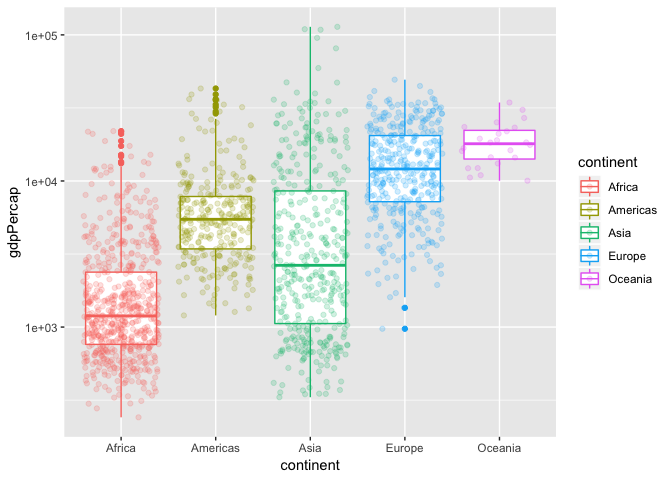 1e+05
1e+04
1e+03
gdpPercap
Africa
Americas
Asia
Europe
Oceania
continent
continent
Africa
Americas
Asia
Europe
Oceania